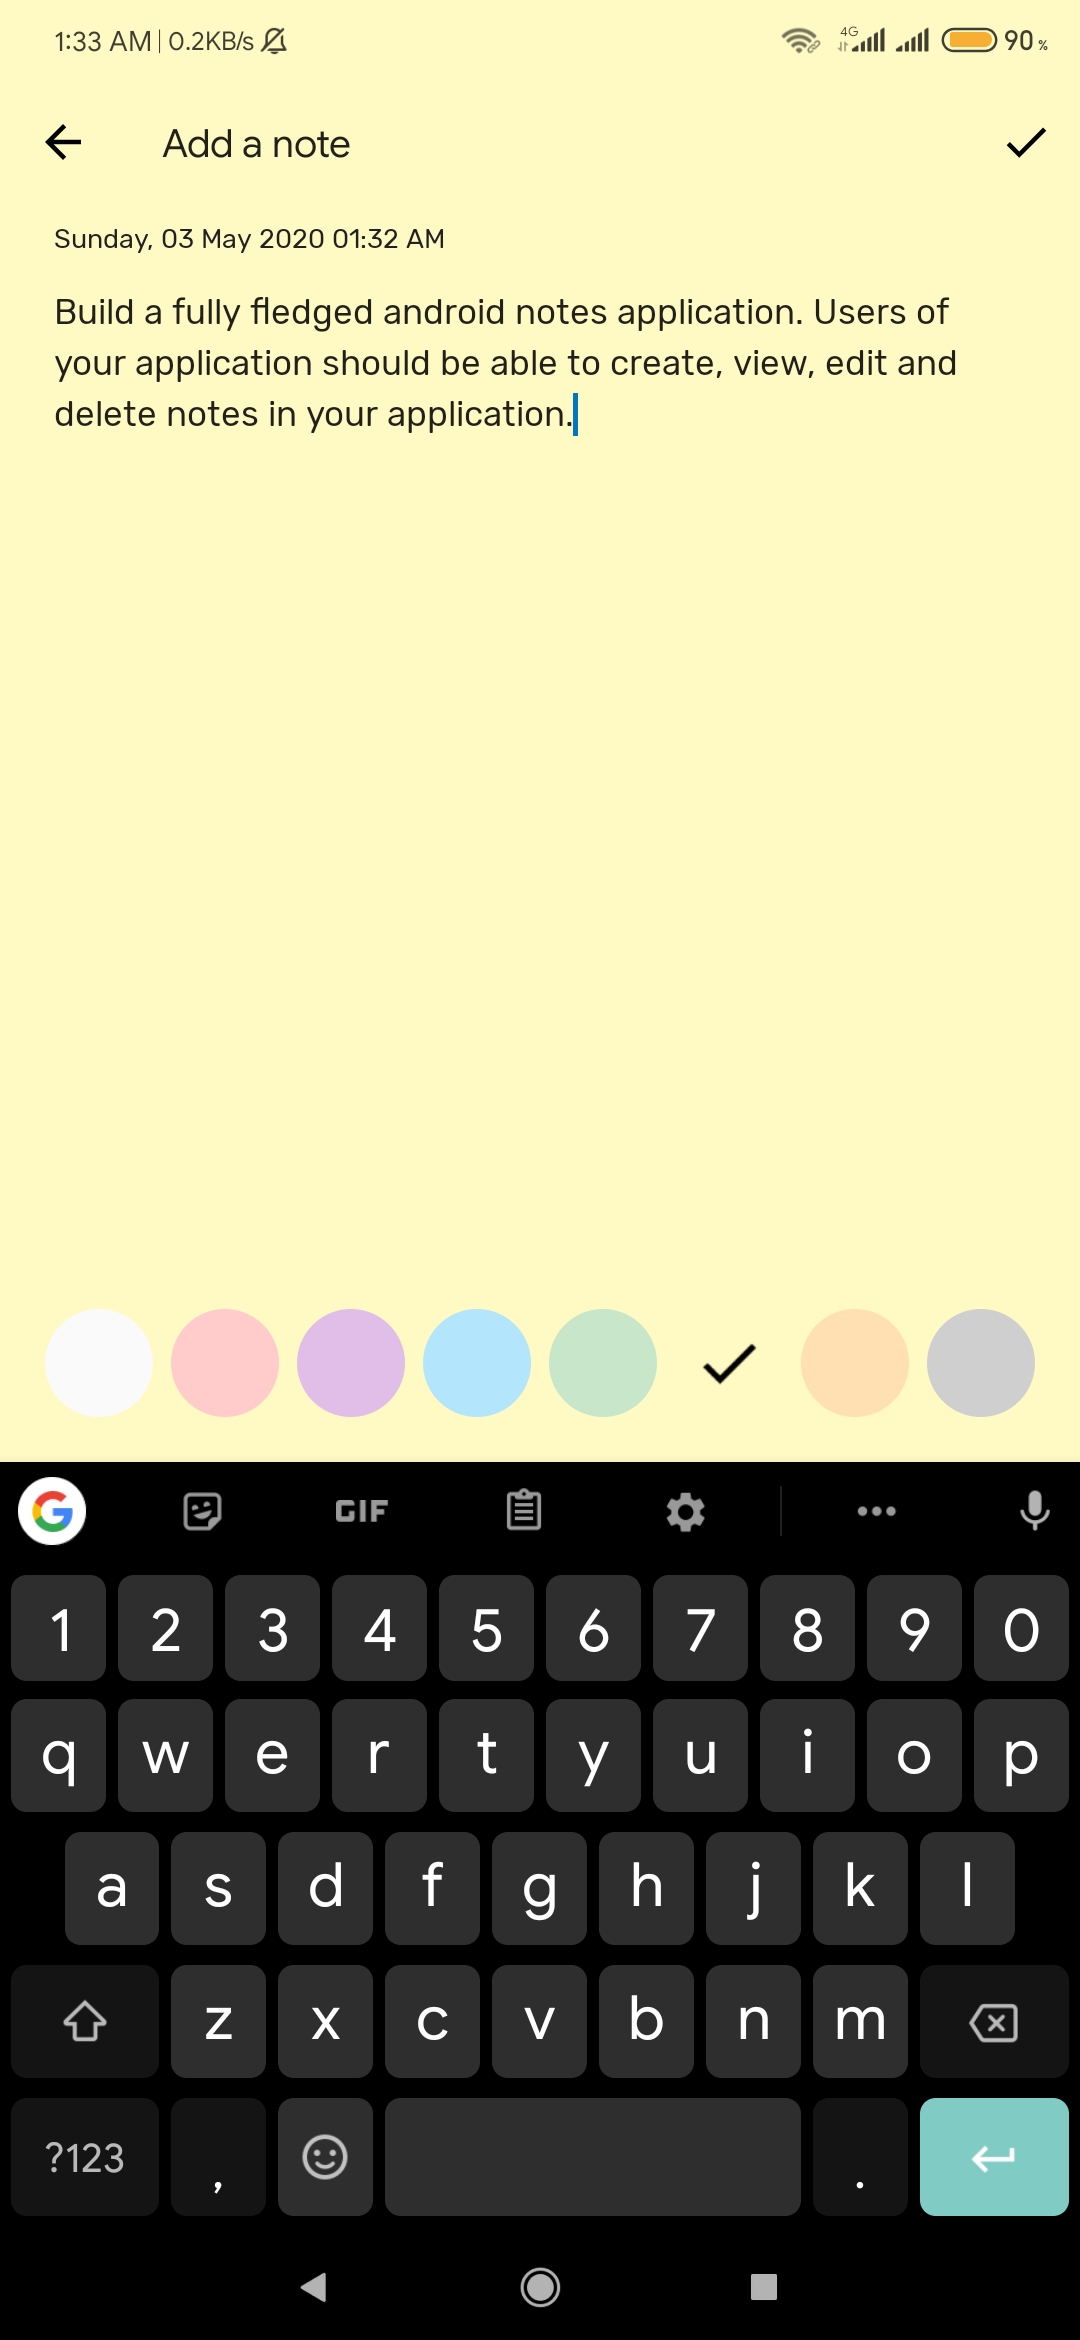 1:33 AM | 0.2KB/s 4G 90 %
Add a note
Sunday, 03 May 2020 01:32 AM
Build a fully fledged android notes application. Users of
your application should be able to create, view, edit and
delete notes in your application.
G GIF
1 2 3 4 5 6 7 8 9 0
q w e r t y u i o p
a s d f g h j k l
z x c v b n m
?123 , .